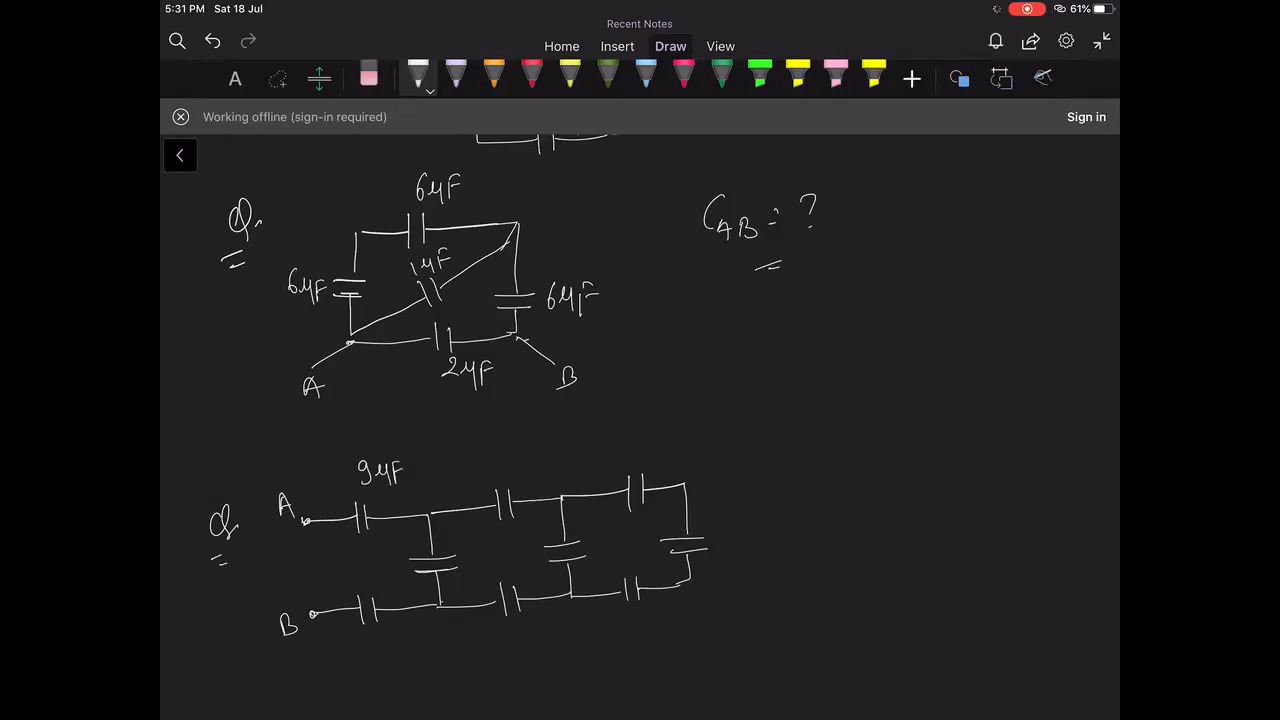 5:31 PM Sat 18 Jul
61%
Recent Notes
Home Insert Draw View
A
Working offline (sign-in required)
Sign in
6μF
Q.
C_AB = ?
1μF
6μF
6μF
2μF
A
B
9μF
A
Q
B